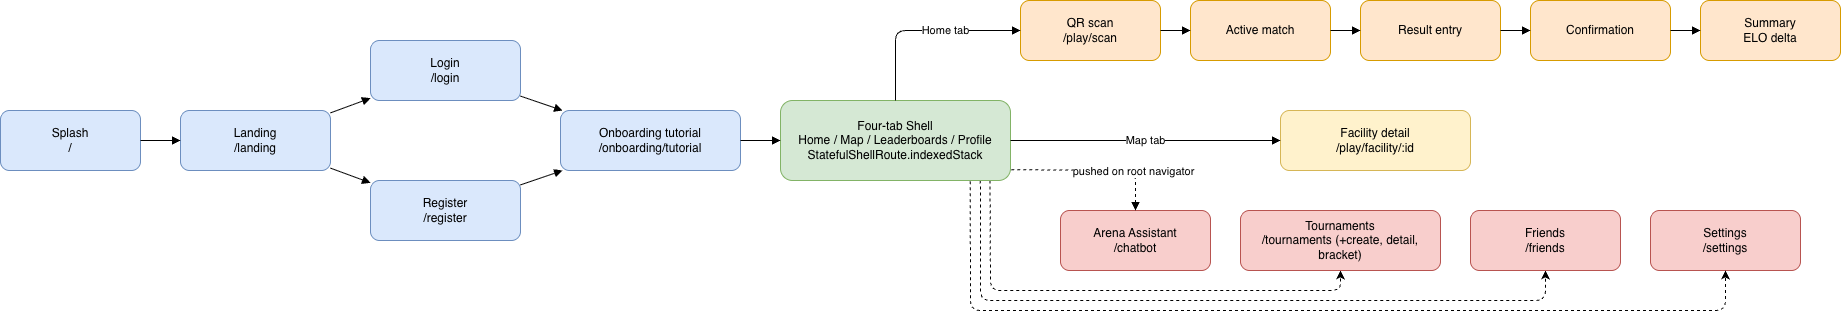 Splash
/
Landing
/landing
Login
/login
Register
/register
Onboarding tutorial
/onboarding/tutorial
Four-tab Shell
Home / Map / Leaderboards / Profile
StatefulShellRoute.indexedStack
Home tab
QR scan
/play/scan
Active match
Result entry
Confirmation
Summary
ELO delta
Map tab
Facility detail
/play/facility/:id
pushed on root navigator
Arena Assistant
/chatbot
Tournaments
/tournaments (+create, detail,
bracket)
Friends
/friends
Settings
/settings